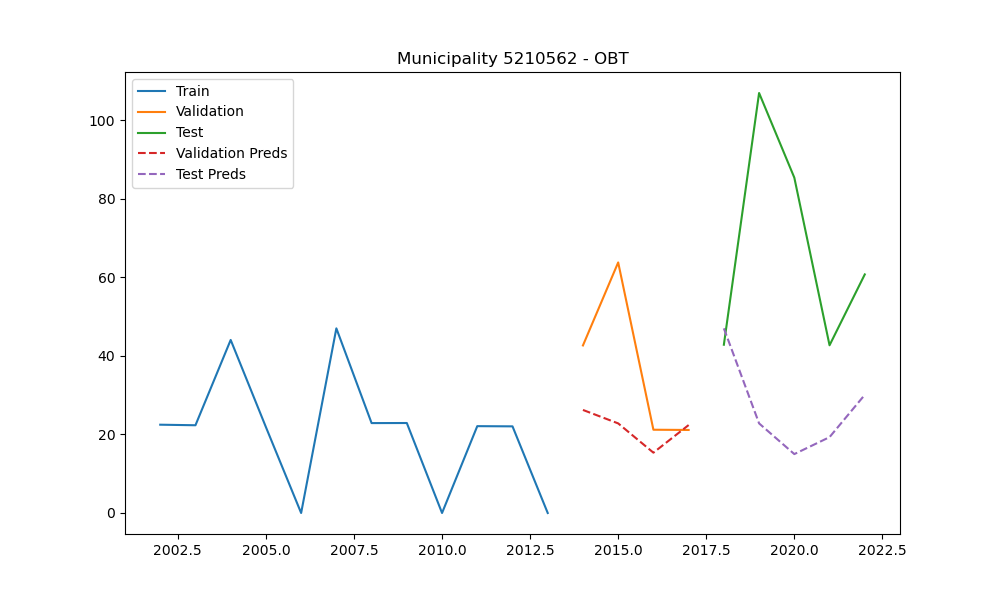 Municipality 5210562 - OBT
Train
Validation
Test
Validation Preds
Test Preds
100
80
60
40
20
0
2002.5 2005.0 2007.5 2010.0 2012.5 2015.0 2017.5 2020.0 2022.5